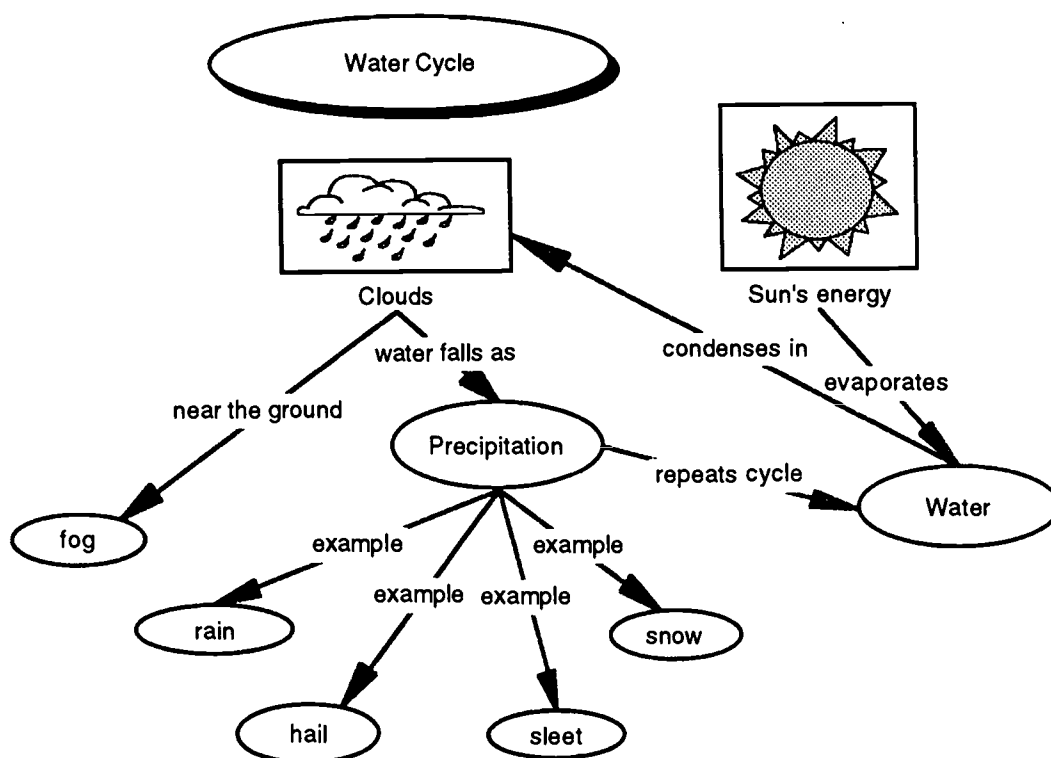 Water Cycle
Clouds
Sun's energy
water falls as
condenses in
evaporates
near the ground
Precipitation
repeats cycle
Water
fog
example
example
example
example
rain
snow
hail
sleet